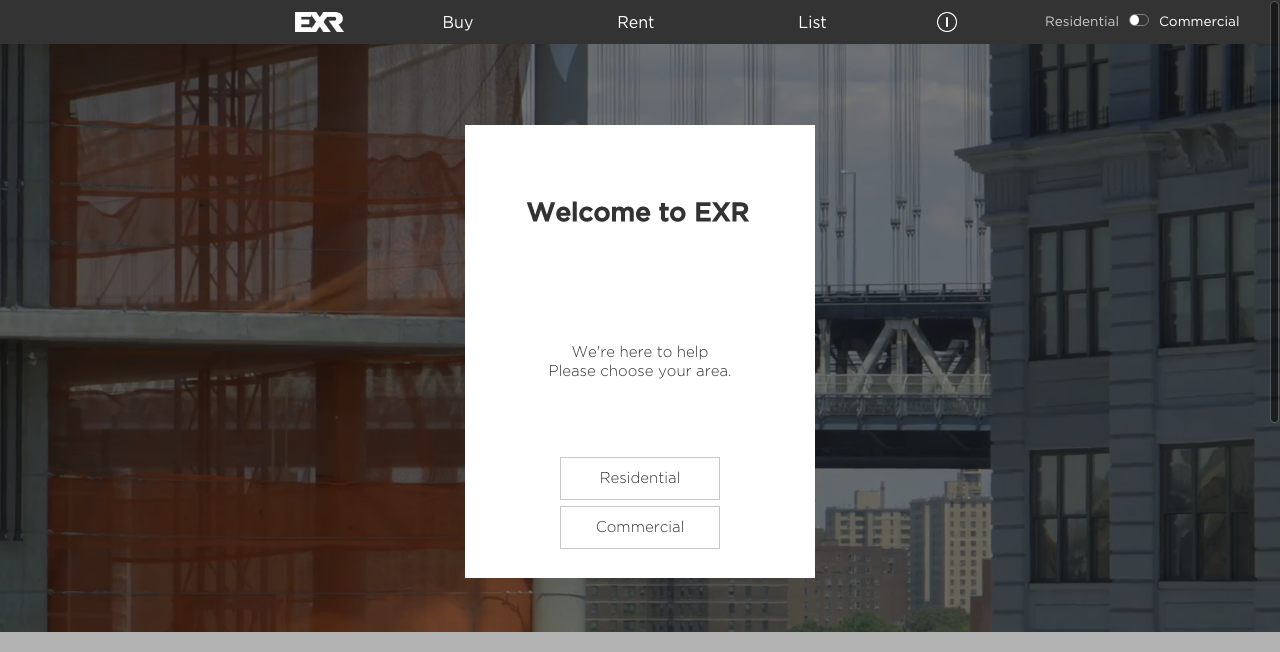 EXR
Buy
Rent
List
Residential
Commercial
Welcome to EXR
We're here to help
Please choose your area.
Residential
Commercial